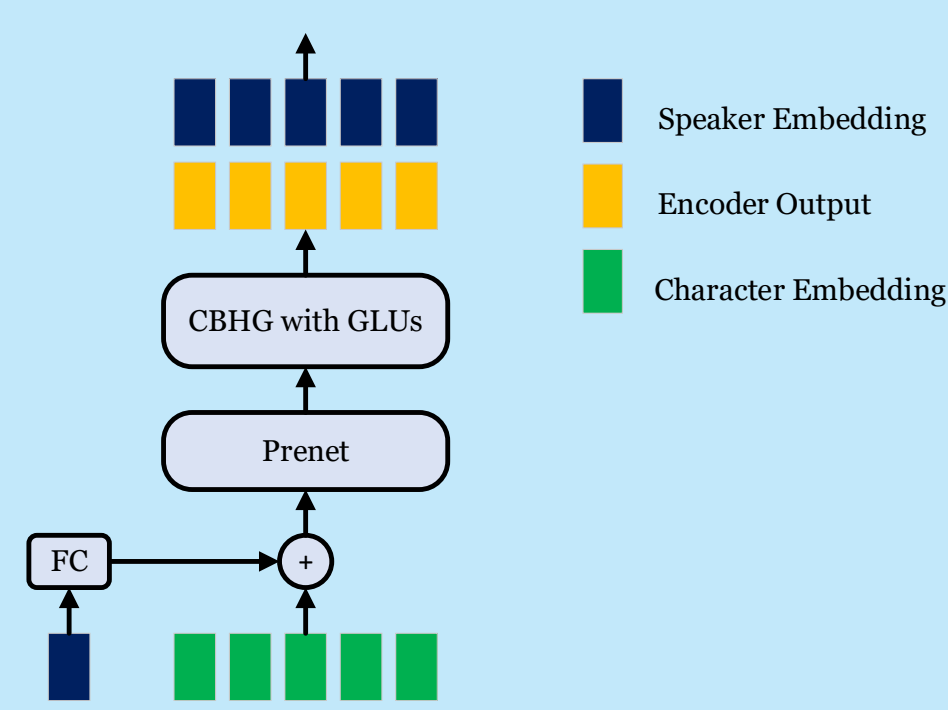 Speaker Embedding
Encoder Output
Character Embedding
CBHG with GLUs
Prenet
FC
+